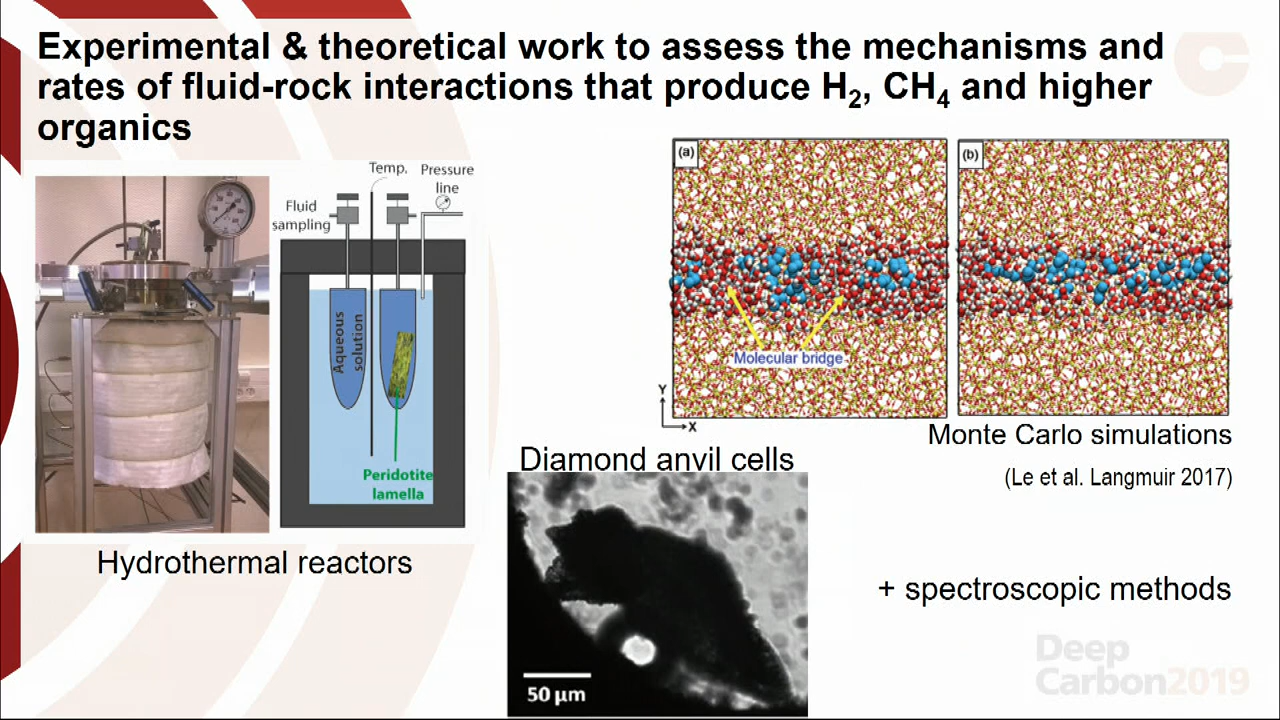 Experimental & theoretical work to assess the mechanisms and
rates of fluid-rock interactions that produce H₂, CH₄ and higher
organics
Temp.
Pressure
line
Fluid
sampling
Aqueous
solution
Peridotite
lamella
Hydrothermal reactors
(a)
(b)
Molecular bridge
Y
X
Monte Carlo simulations
(Le et al. Langmuir 2017)
Diamond anvil cells
50 µm
+ spectroscopic methods
Deep
Carbon2019